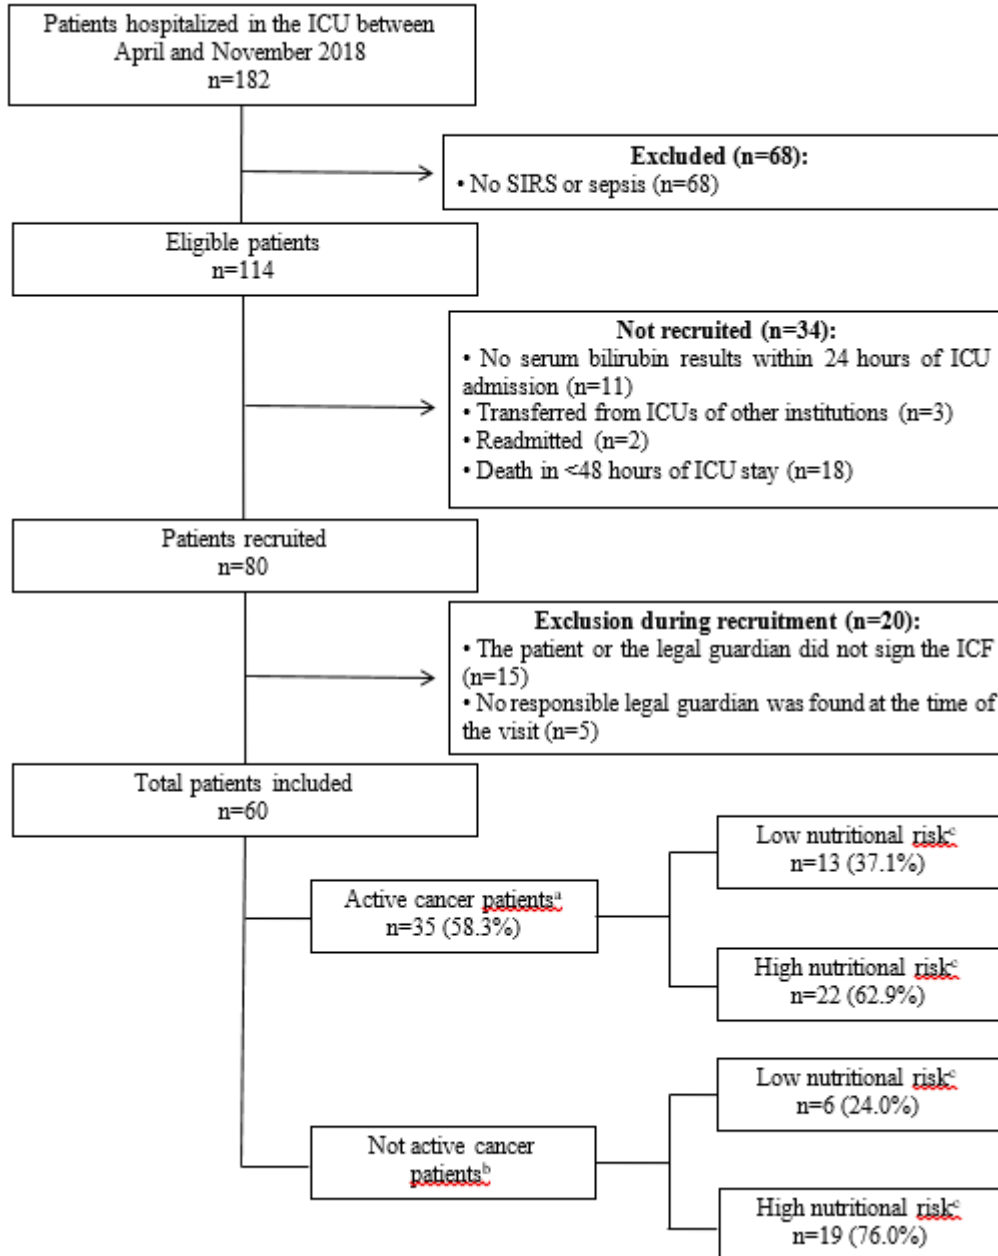 Patients hospitalized in the ICU between
April and November 2018
n=182
Excluded (n=68):
• No SIRS or sepsis (n=68)
Eligible patients
n=114
Not recruited (n=34):
• No serum bilirubin results within 24 hours of ICU
admission (n=11)
• Transferred from ICUs of other institutions (n=3)
• Readmitted (n=2)
• Death in <48 hours of ICU stay (n=18)
Patients recruited
n=80
Exclusion during recruitment (n=20):
• The patient or the legal guardian did not sign the ICF
(n=15)
• No responsible legal guardian was found at the time of
the visit (n=5)
Total patients included
n=60
Low nutritional riskᶜ
n=13 (37.1%)
Active cancer patientsᵃ
n=35 (58.3%)
High nutritional riskᶜ
n=22 (62.9%)
Low nutritional riskᶜ
n=6 (24.0%)
Not active cancer
patientsᵇ
High nutritional riskᶜ
n=19 (76.0%)